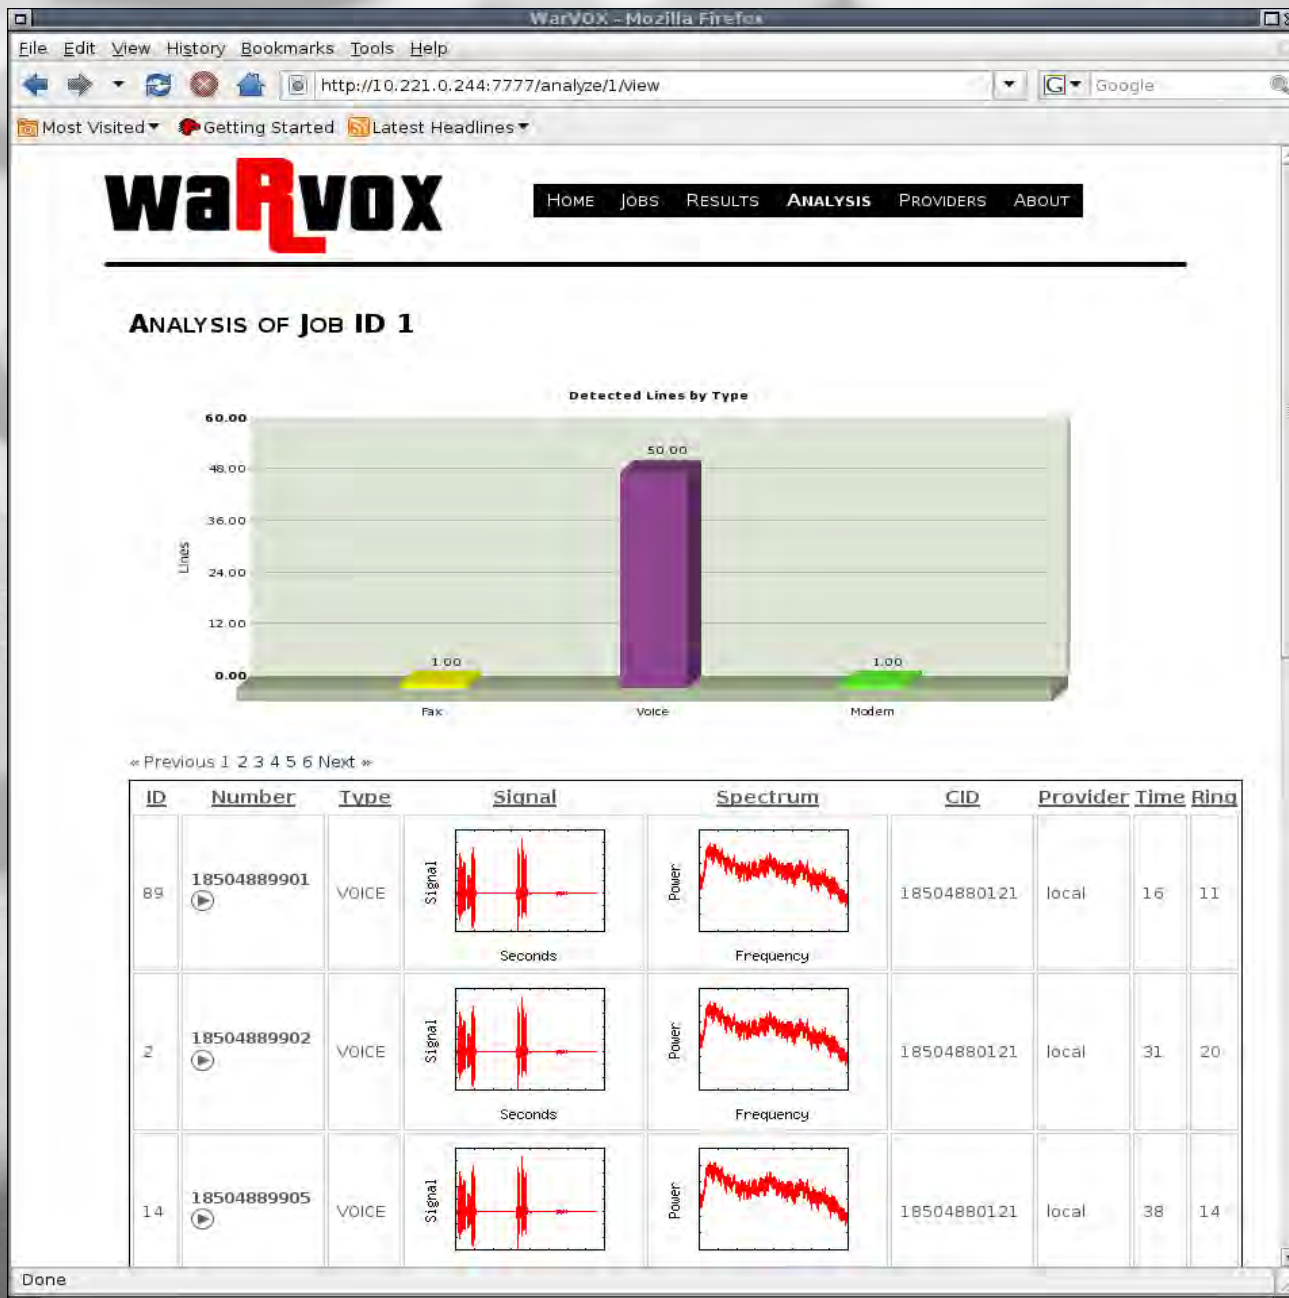 WarVOX - Mozilla Firefox
File Edit View History Bookmarks Tools Help
http://10.221.0.244:7777/analyze/1/view
G Google
Most Visited Getting Started Latest Headlines
waRvox
HOME JOBS RESULTS ANALYSIS PROVIDERS ABOUT
ANALYSIS OF JOB ID 1
Detected Lines by Type
60.00
50.00
48.00
36.00
Lines
24.00
12.00
1.00 1.00
0.00
Fax Voice Modem
« Previous 1 2 3 4 5 6 Next »
ID Number Type Signal Spectrum CID Provider Time Ring
89 18504889901 VOICE Signal Seconds Power Frequency 18504880121 local 16 11
2 18504889902 VOICE Signal Seconds Power Frequency 18504880121 local 31 20
14 18504889905 VOICE Signal Power 18504880121 local 38 14
Done